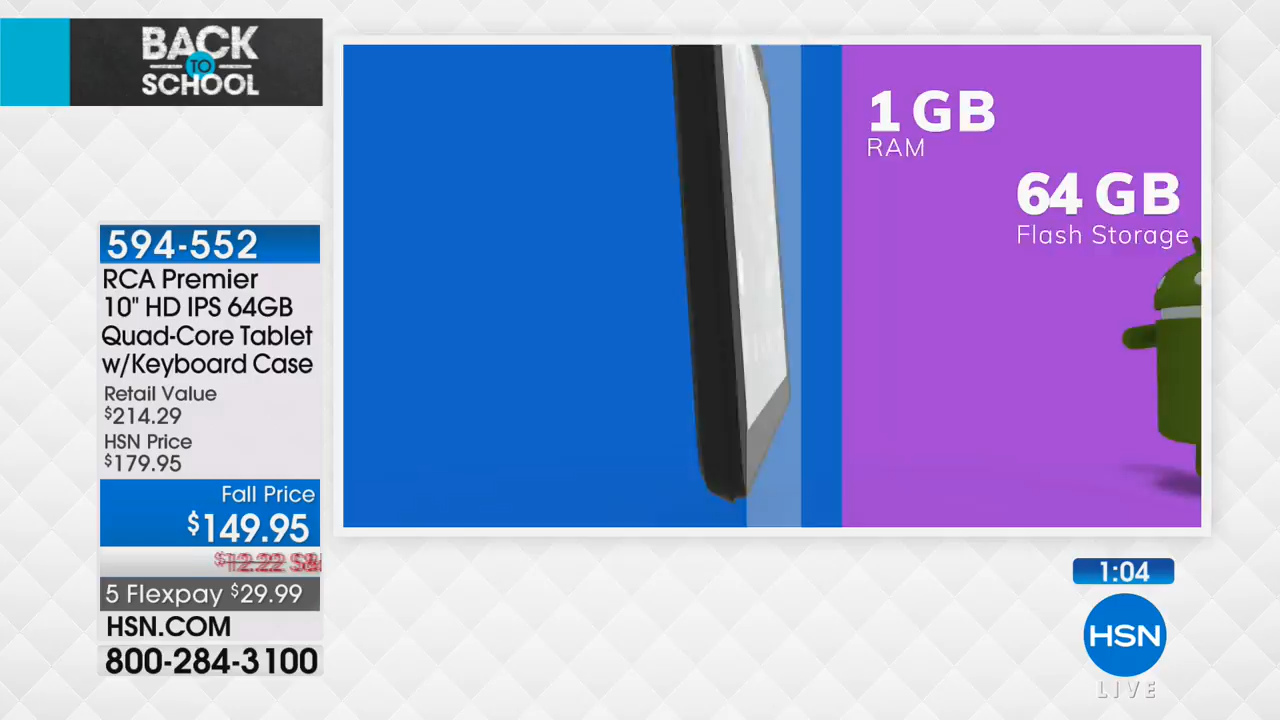 BACK
TO
SCHOOL
1 GB
RAM
64 GB
Flash Storage
594-552
RCA Premier
10" HD IPS 64GB
Quad-Core Tablet
w/Keyboard Case
Retail Value
$214.29
HSN Price
$179.95
Fall Price
$149.95
$12.22 S&
5 Flexpay $29.99
HSN.COM
800-284-3100
1:04
HSN
LIVE